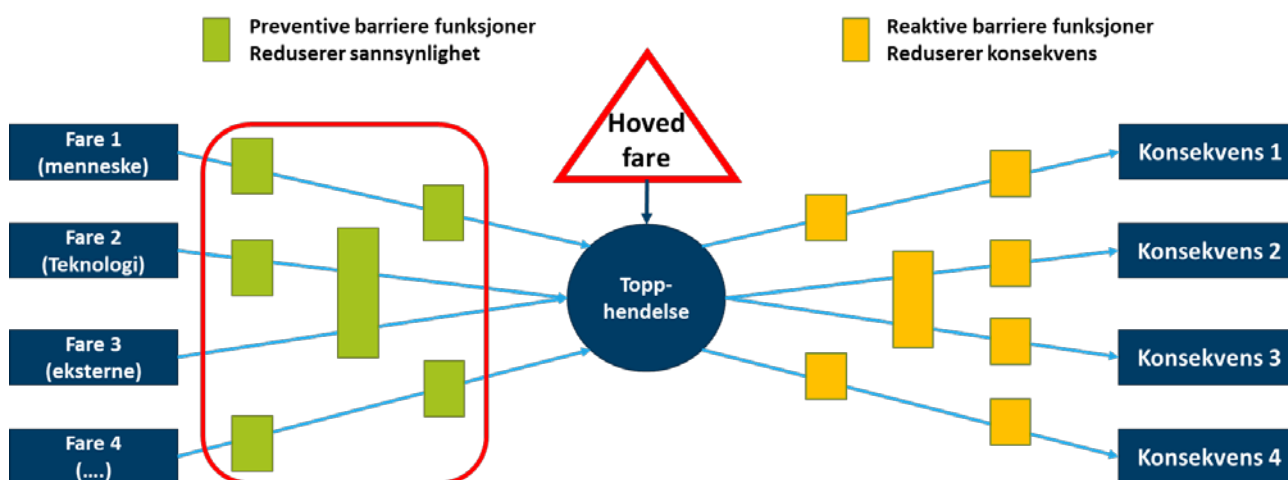 Preventive barriere funksjoner
Reduserer sannsynlighet
Reaktive barriere funksjoner
Reduserer konsekvens
Hoved
fare
Fare 1
(menneske)
Fare 2
(Teknologi)
Fare 3
(eksterne)
Fare 4
(....)
Topp-
hendelse
Konsekvens 1
Konsekvens 2
Konsekvens 3
Konsekvens 4